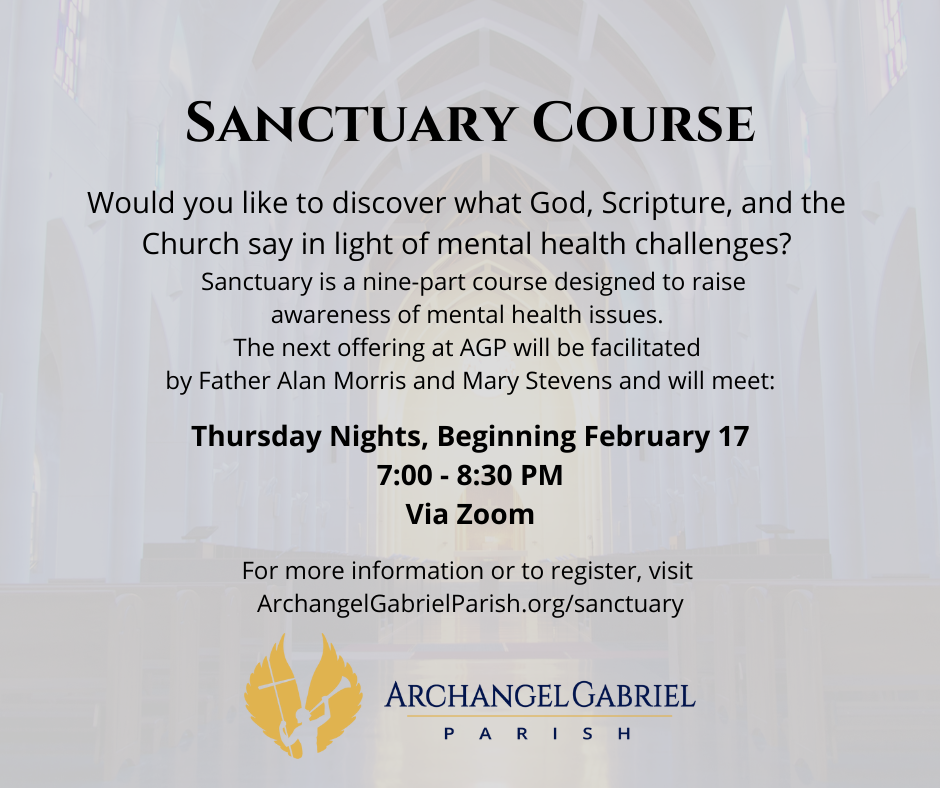 Sanctuary Course
Would you like to discover what God, Scripture, and the
Church say in light of mental health challenges?
Sanctuary is a nine-part course designed to raise
awareness of mental health issues.
The next offering at AGP will be facilitated
by Father Alan Morris and Mary Stevens and will meet:
Thursday Nights, Beginning February 17
7:00 - 8:30 PM
Via Zoom
For more information or to register, visit
ArchangelGabrielParish.org/sanctuary
ArchangelGabriel
PARISH